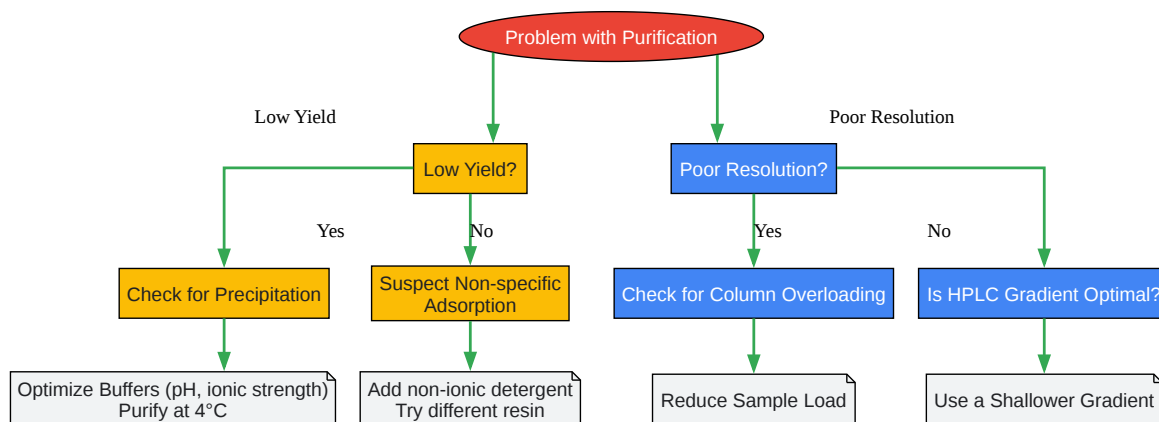 Problem with Purification
Low Yield
Poor Resolution
Low Yield?
Poor Resolution?
Yes
No
Yes
No
Check for Precipitation
Suspect Non-specific
Adsorption
Check for Column Overloading
Is HPLC Gradient Optimal?
Optimize Buffers (pH, ionic strength)
Purify at 4°C
Add non-ionic detergent
Try different resin
Reduce Sample Load
Use a Shallower Gradient